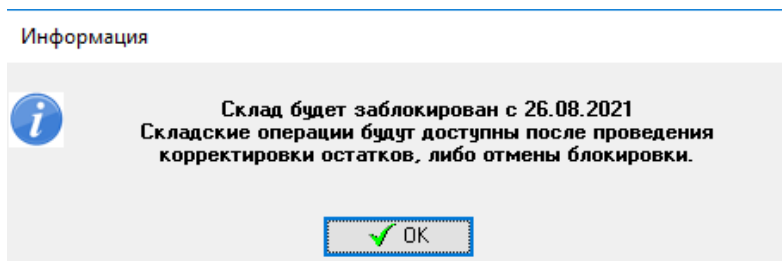 Информация
Склад будет заблокирован с 26.08.2021
Складские операции будут доступны после проведения
корректировки остатков, либо отмены блокировки.
OK